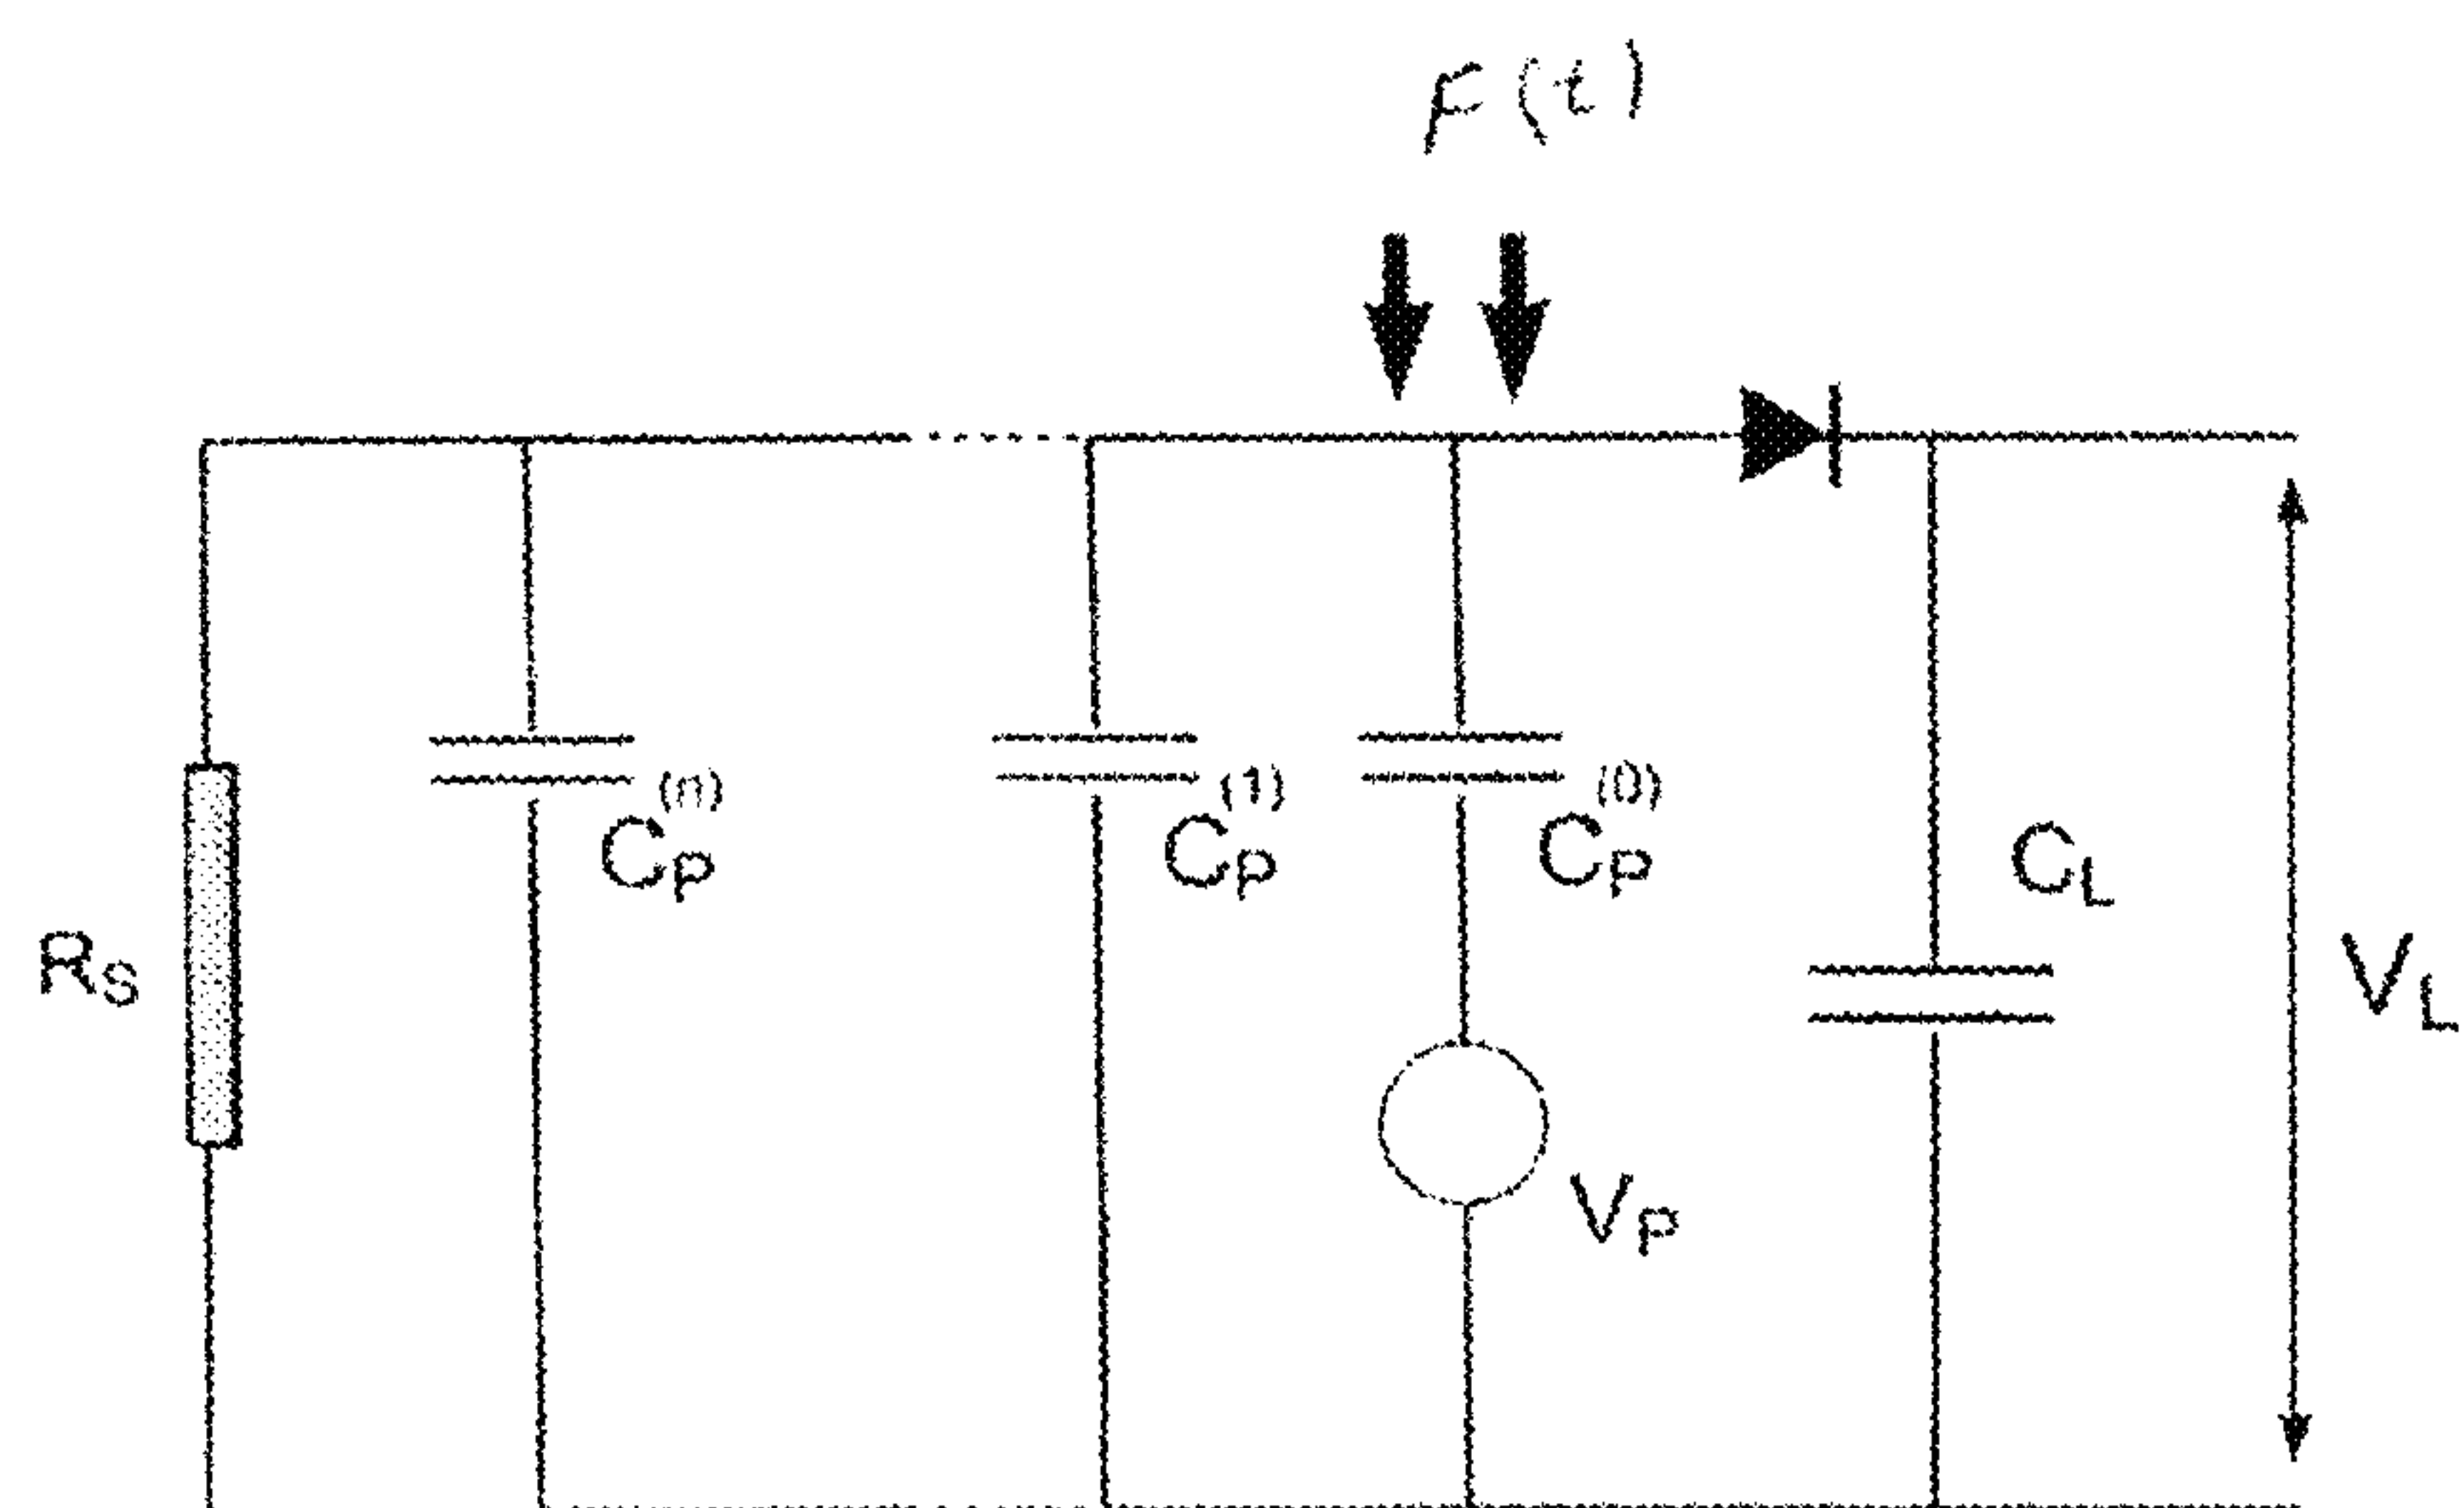 F(t)
Rs
Cp(n)
Cp(1)
Cp(0)
CL
VL
Vp